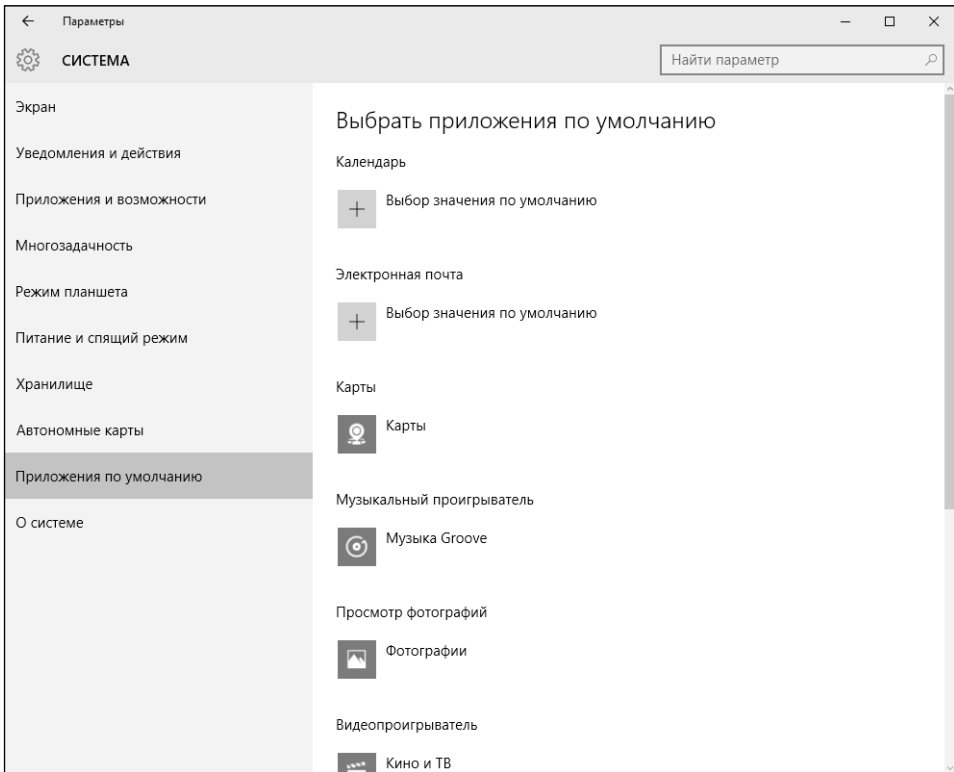 Параметры
СИСТЕМА
Найти параметр
Экран
Уведомления и действия
Приложения и возможности
Многозадачность
Режим планшета
Питание и спящий режим
Хранилище
Автономные карты
Приложения по умолчанию
О системе
Выбрать приложения по умолчанию
Календарь
Выбор значения по умолчанию
Электронная почта
Выбор значения по умолчанию
Карты
Карты
Музыкальный проигрыватель
Музыка Groove
Просмотр фотографий
Фотографии
Видеопроигрыватель
Кино и ТВ